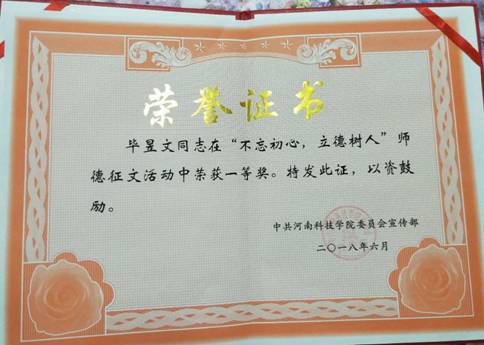 荣誉证书
毕昱文同志在“不忘初心，立德树人”师
德征文活动中荣获一等奖。特发此证，以资鼓
励。
中共河南科技学院委员会宣传部
二〇一八年六月